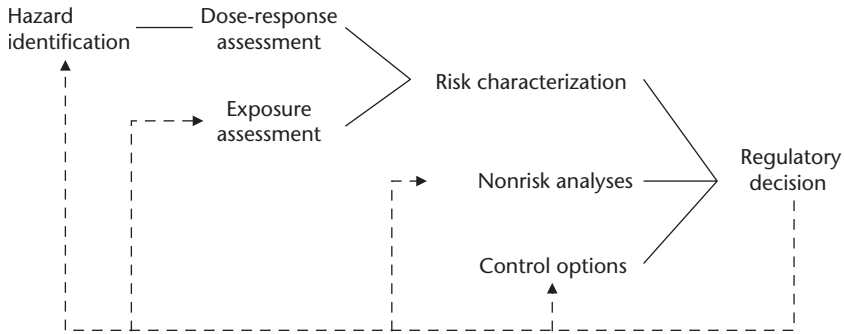 Hazard
identification
Dose-response
assessment
Exposure
assessment
Risk characterization
Nonrisk analyses
Control options
Regulatory
decision